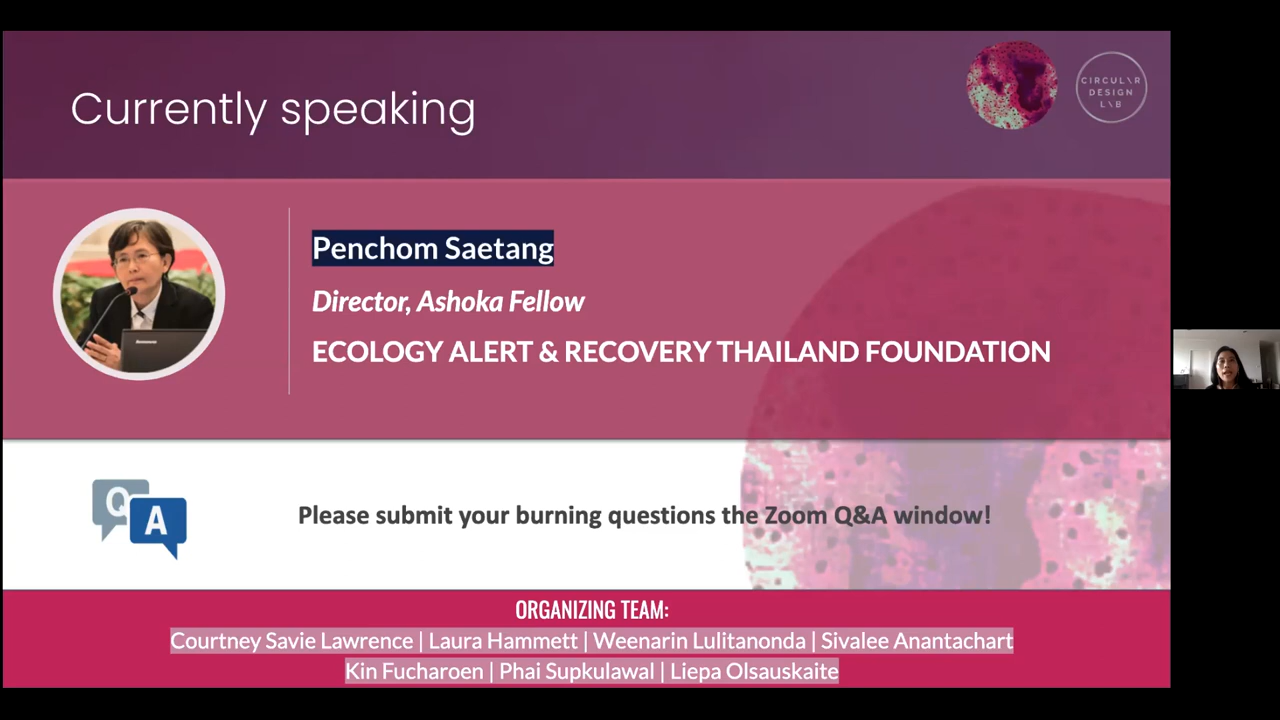 Currently speaking
CIRCUL\R
DESIGN
L\B
Penchom Saetang
Director, Ashoka Fellow
ECOLOGY ALERT & RECOVERY THAILAND FOUNDATION
lenovo
Q
A
Please submit your burning questions the Zoom Q&A window!
ORGANIZING TEAM:
Courtney Savie Lawrence | Laura Hammett | Weenarin Lulitanonda | Sivalee Anantachart
Kin Fucharoen | Phai Supkulawal | Liepa Olsauskaite